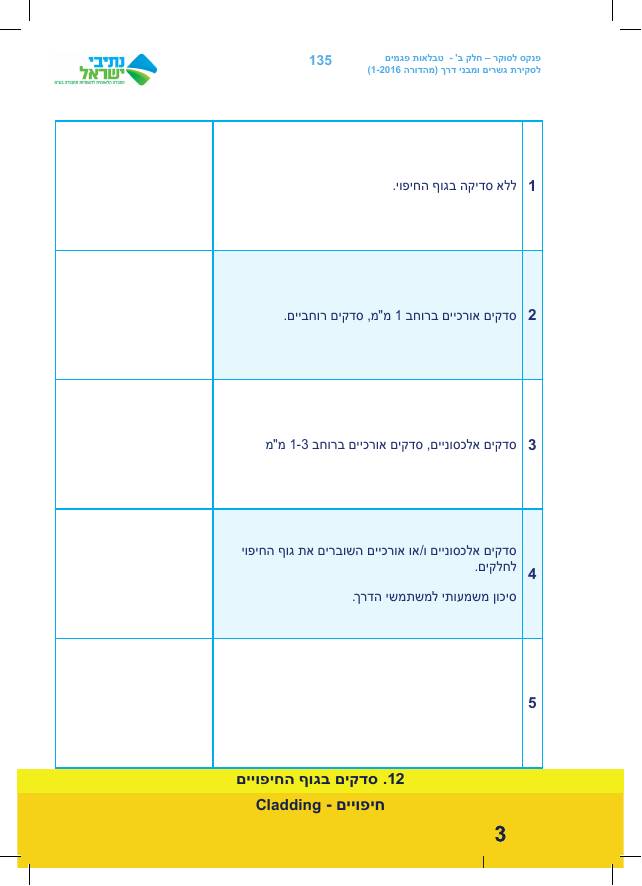 פנקס לסוקר – חלק ב' - טבלאות פגמים
לסקירת גשרים ומבני דרך (מהדורה 1-2016)
135
נתיבי
ישראל
1
ללא סדיקה בגוף החיפוי.
2
סדקים אורכיים ברוחב 1 מ"מ, סדקים רוחביים.
3
סדקים אלכסוניים, סדקים אורכיים ברוחב 1-3 מ"מ
4
סדקים אלכסוניים ו/או אורכיים השוברים את גוף החיפוי
לחלקים.
סיכון משמעותי למשתמשי הדרך.
5
12. סדקים בגוף החיפויים
חיפויים - Cladding
3